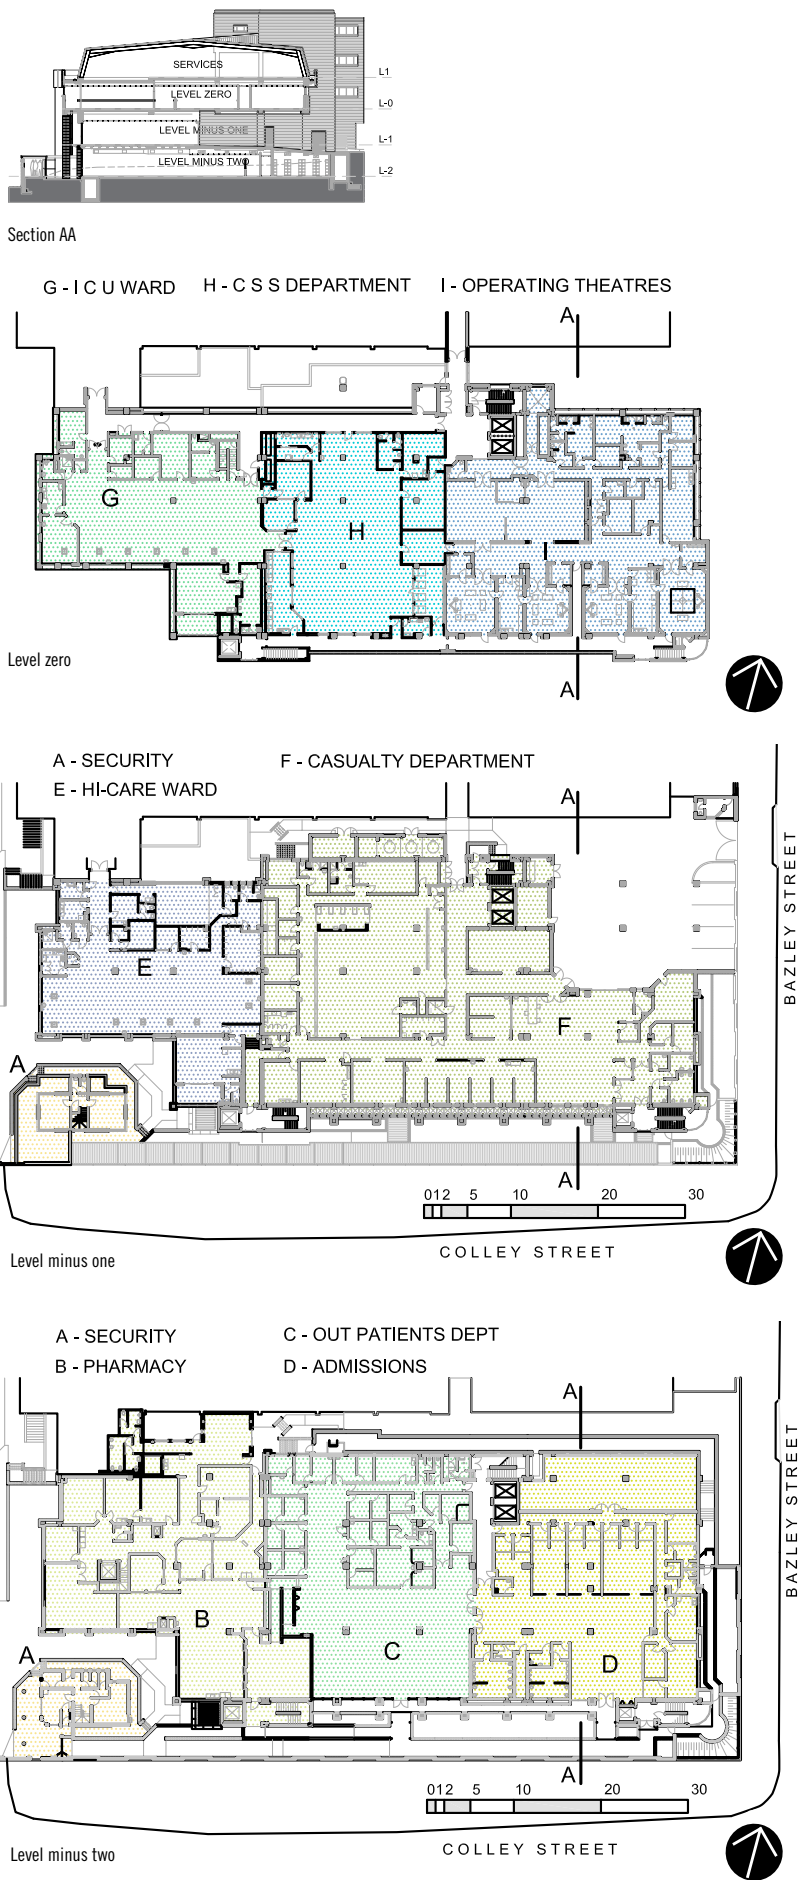 SERVICES
L1
LEVEL ZERO
L-0
LEVEL MINUS ONE
L-1
LEVEL MINUS TWO
L-2
Section AA
G - I C U WARD H - C S S DEPARTMENT I - OPERATING THEATRES
A
G
H
Level zero
A
A - SECURITY F - CASUALTY DEPARTMENT
E - HI-CARE WARD
A
BAZLEY STREET
E
F
A
A
0 1 2 5 10 20 30
Level minus one
COLLEY STREET
A - SECURITY C - OUT PATIENTS DEPT
B - PHARMACY D - ADMISSIONS
A
BAZLEY STREET
B
A
C
D
A
0 1 2 5 10 20 30
Level minus two
COLLEY STREET